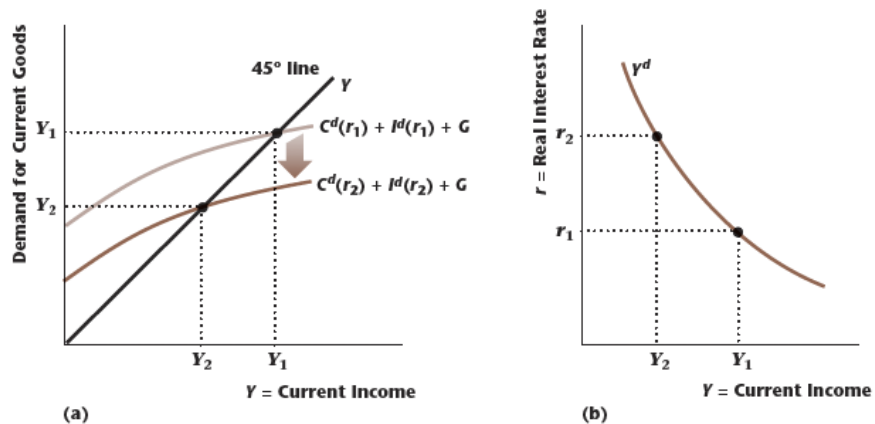 Demand for Current Goods
45° line
Y
Y₁
Cᵈ(r₁) + Iᵈ(r₁) + G
Cᵈ(r₂) + Iᵈ(r₂) + G
Y₂
Y₂
Y₁
Y = Current Income
(a)
r = Real Interest Rate
Yᵈ
r₂
r₁
Y₂
Y₁
Y = Current Income
(b)